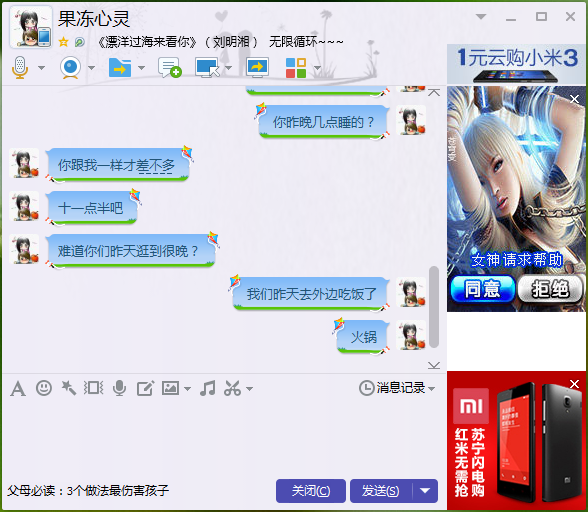 果冻心灵
《漂洋过海来看你》（刘明湘） 无限循环~~~
1元云购小米3
你昨晚几点睡的？
你跟我一样才差不多
十一点半吧
难道你们昨天逛到很晚？
我们昨天去外边吃饭了
火锅
苍穹变
女神请求帮助
同意 拒绝
消息记录
父母必读：3个做法最伤害孩子
关闭(C) 发送(S)
红米无需抢
苏宁闪电购